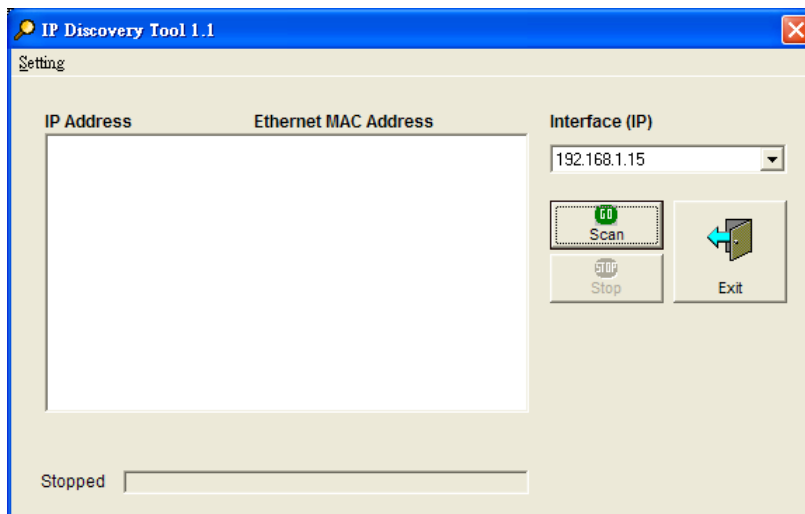 IP Discovery Tool 1.1
Setting
IP Address Ethernet MAC Address Interface (IP)
192.168.1.15
GO
Scan
STOP
Stop
Exit
Stopped